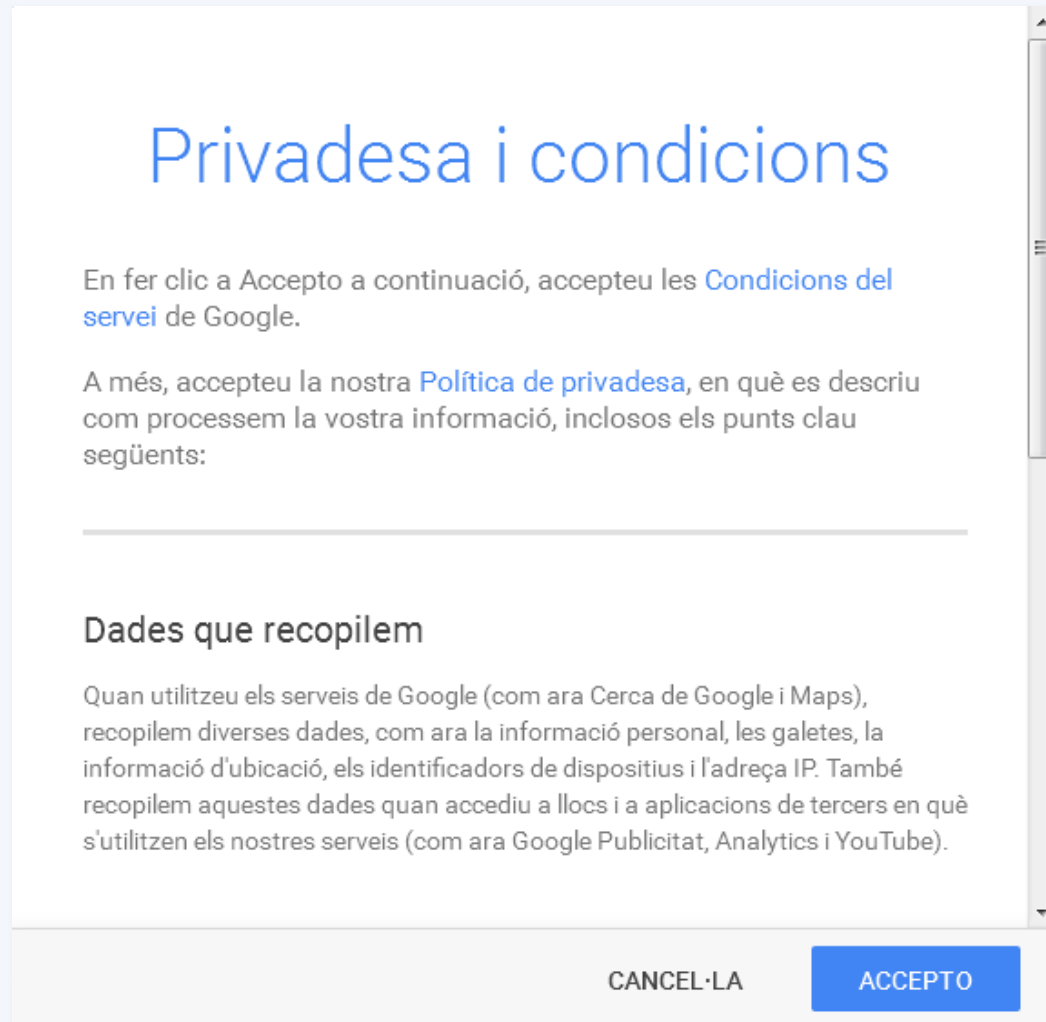 Privadesa i condicions
En fer clic a Accepto a continuació, accepteu les Condicions del
servei de Google.
A més, accepteu la nostra Política de privadesa, en què es descriu
com processem la vostra informació, inclosos els punts clau
següents:
Dades que recopilem
Quan utilitzeu els serveis de Google (com ara Cerca de Google i Maps),
recopilem diverses dades, com ara la informació personal, les galetes, la
informació d'ubicació, els identificadors de dispositius i l'adreça IP. També
recopilem aquestes dades quan accediu a llocs i a aplicacions de tercers en què
s'utilitzen els nostres serveis (com ara Google Publicitat, Analytics i YouTube).
CANCEL·LA ACCEPTO